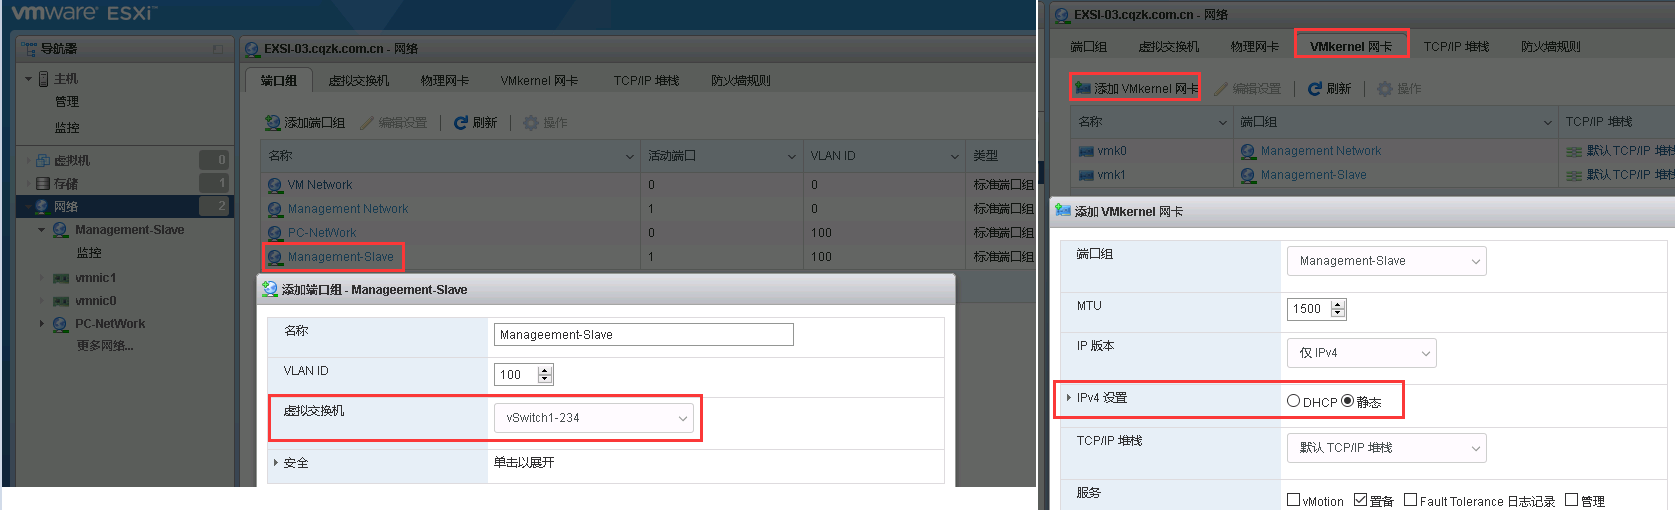 vmware ESXi
导航器
主机
管理
监控
虚拟机 0
存储 1
网络 2
Management-Slave
监控
vmnic1
vmnic0
PC-NetWork
更多网络...
EXSI-03.cqzk.com.cn - 网络
端口组 虚拟交换机 物理网卡 VMkernel 网卡 TCP/IP 堆栈 防火墙规则
添加端口组 编辑设置 刷新 操作
名称 活动端口 VLAN ID 类型
VM Network 0 0 标准端口组
Management Network 1 0 标准端口组
PC-NetWork 0 100 标准端口组
Management-Slave 1 100 标准端口组
添加端口组 - Manageement-Slave
名称 Manageement-Slave
VLAN ID 100
虚拟交换机 vSwitch1-234
安全 单击以展开
EXSI-03.cqzk.com.cn - 网络
端口组 虚拟交换机 物理网卡 VMkernel 网卡 TCP/IP 堆栈 防火墙规则
添加 VMkernel 网卡 编辑设置 刷新 操作
名称 端口组 TCP/IP 堆栈
vmk0 Management Network 默认 TCP/IP 堆栈
vmk1 Management-Slave 默认 TCP/IP 堆栈
添加 VMkernel 网卡
端口组 Management-Slave
MTU 1500
IP 版本 仅 IPv4
IPv4 设置 DHCP 静态
TCP/IP 堆栈 默认 TCP/IP 堆栈
服务 vMotion 置备 Fault Tolerance 日志记录 管理